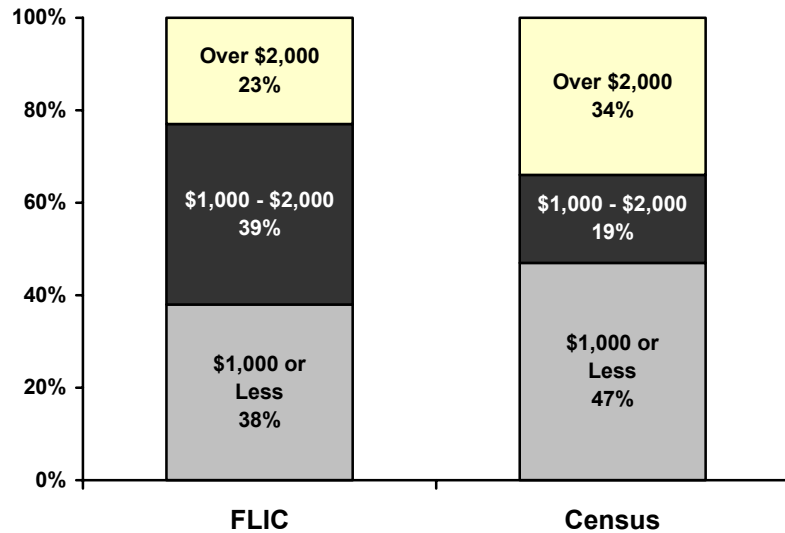 100%
80%
60%
40%
20%
0%
Over $2,000
23%
$1,000 - $2,000
39%
$1,000 or
Less
38%
Over $2,000
34%
$1,000 - $2,000
19%
$1,000 or
Less
47%
FLIC
Census